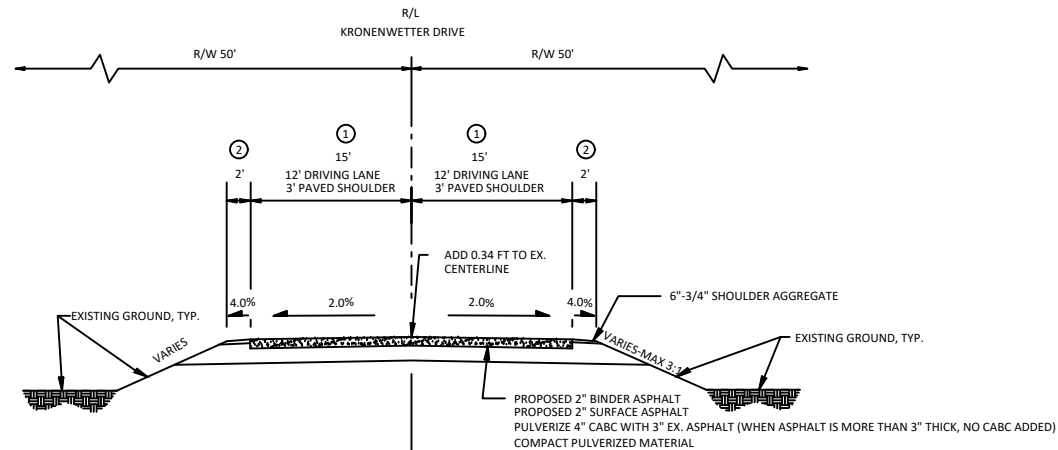 R/L
KRONENWETTER DRIVE
R/W 50'
R/W 50'
1
1
2
15'
15'
2
2'
12' DRIVING LANE
3' PAVED SHOULDER
12' DRIVING LANE
3' PAVED SHOULDER
2'
ADD 0.34 FT TO EX.
CENTERLINE
4.0%
2.0%
2.0%
4.0%
6"-3/4" SHOULDER AGGREGATE
EXISTING GROUND, TYP.
VARIES
VARIES-MAX 3:1
EXISTING GROUND, TYP.
PROPOSED 2" BINDER ASPHALT
PROPOSED 2" SURFACE ASPHALT
PULVERIZE 4" CABC WITH 3" EX. ASPHALT (WHEN ASPHALT IS MORE THAN 3" THICK, NO CABC ADDED)
COMPACT PULVERIZED MATERIAL